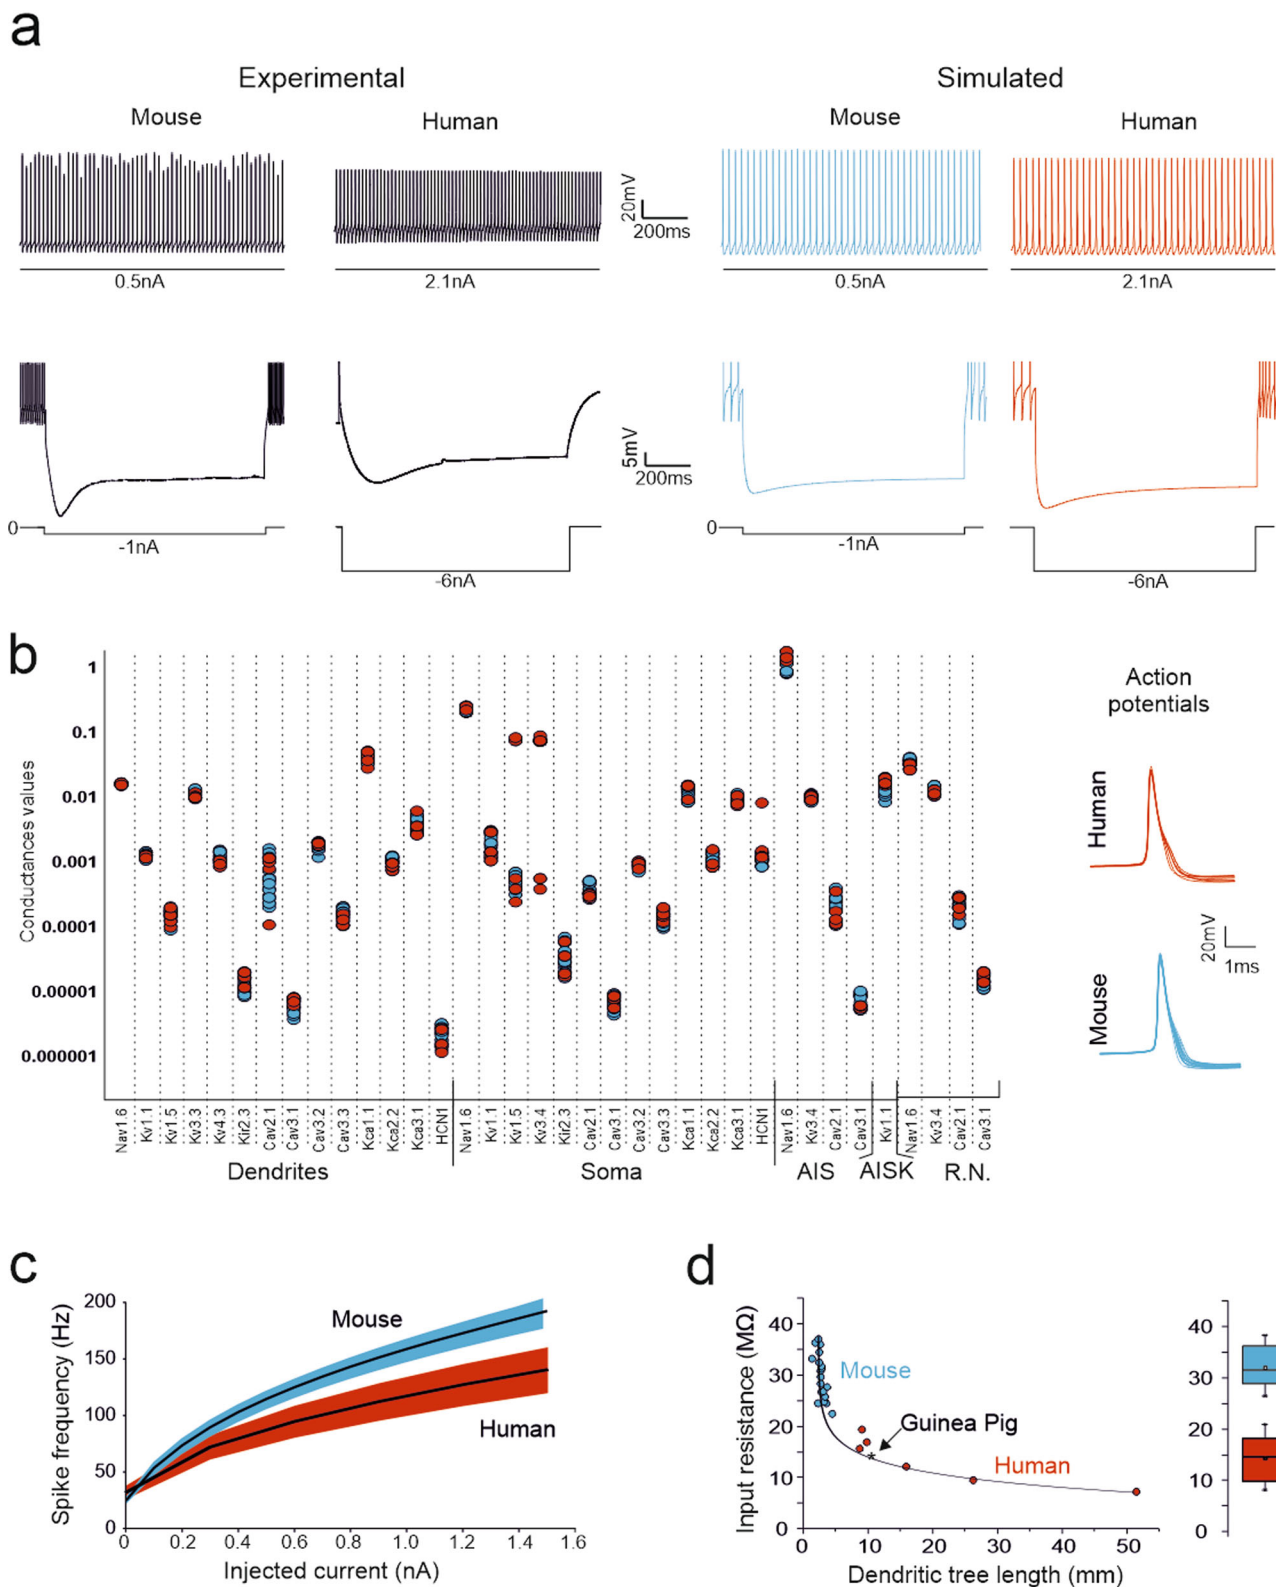 a
Experimental
Simulated
Mouse
Human
Mouse
Human
20mV
200ms
0.5nA
2.1nA
0.5nA
2.1nA
5mV
200ms
0
-1nA
-6nA
0
-1nA
-6nA
b
Conductances values
1
0.1
0.01
0.001
0.0001
0.00001
0.000001
Nav1.6
Kv1.1
Kv1.5
Kv3.3
Kv4.3
Kir2.3
Cav2.1
Cav3.1
Cav3.2
Cav3.3
Kca1.1
Kca2.2
Kca3.1
HCN1
Nav1.6
Kv1.1
Kv1.5
Kv3.4
Kir2.3
Cav2.1
Cav3.1
Cav3.2
Cav3.3
Kca1.1
Kca2.2
Kca3.1
HCN1
Nav1.6
Kv3.4
Cav2.1
Cav3.1
Kv1.1
Nav1.6
Kv3.4
Cav2.1
Cav3.1
Dendrites
Soma
AIS
AISK
R.N.
Action
potentials
Human
20mV
1ms
Mouse
c
Spike frequency (Hz)
200
150
100
50
0
Mouse
Human
0
0.2
0.4
0.6
0.8
1.0
1.2
1.4
1.6
Injected current (nA)
d
Input resistance (MΩ)
40
30
20
10
0
Mouse
Guinea Pig
Human
0
10
20
30
40
50
Dendritic tree length (mm)
40
30
20
10
0